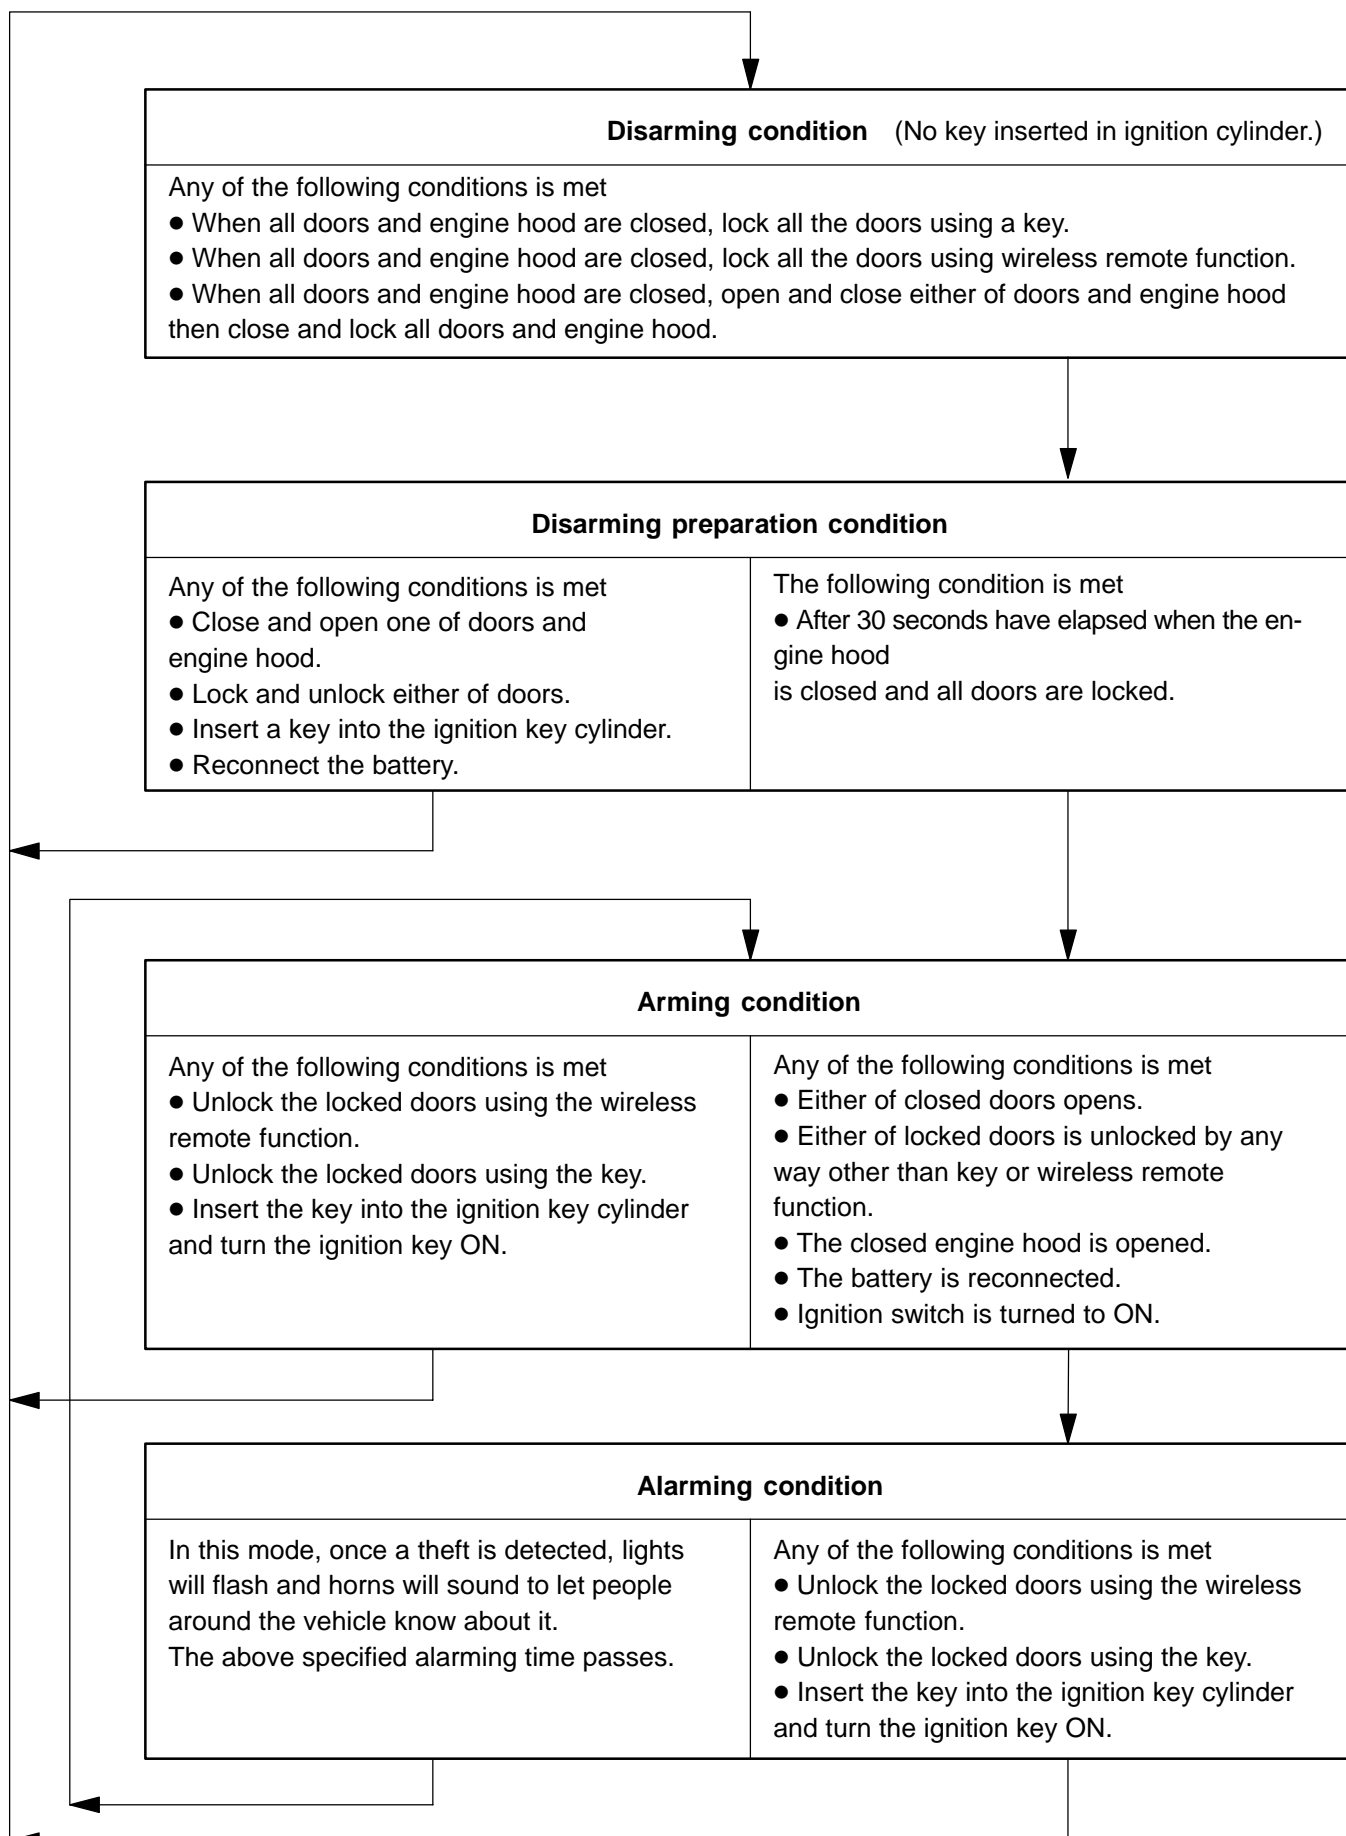 Disarming condition (No key inserted in ignition cylinder.)
Any of the following conditions is met
● When all doors and engine hood are closed, lock all the doors using a key.
● When all doors and engine hood are closed, lock all the doors using wireless remote function.
● When all doors and engine hood are closed, open and close either of doors and engine hood
then close and lock all doors and engine hood.
Disarming preparation condition
Any of the following conditions is met
● Close and open one of doors and
engine hood.
● Lock and unlock either of doors.
● Insert a key into the ignition key cylinder.
● Reconnect the battery.
The following condition is met
● After 30 seconds have elapsed when the en-
gine hood
is closed and all doors are locked.
Arming condition
Any of the following conditions is met
● Unlock the locked doors using the wireless
remote function.
● Unlock the locked doors using the key.
● Insert the key into the ignition key cylinder
and turn the ignition key ON.
Any of the following conditions is met
● Either of closed doors opens.
● Either of locked doors is unlocked by any
way other than key or wireless remote
function.
● The closed engine hood is opened.
● The battery is reconnected.
● Ignition switch is turned to ON.
Alarming condition
In this mode, once a theft is detected, lights
will flash and horns will sound to let people
around the vehicle know about it.
The above specified alarming time passes.
Any of the following conditions is met
● Unlock the locked doors using the wireless
remote function.
● Unlock the locked doors using the key.
● Insert the key into the ignition key cylinder
and turn the ignition key ON.